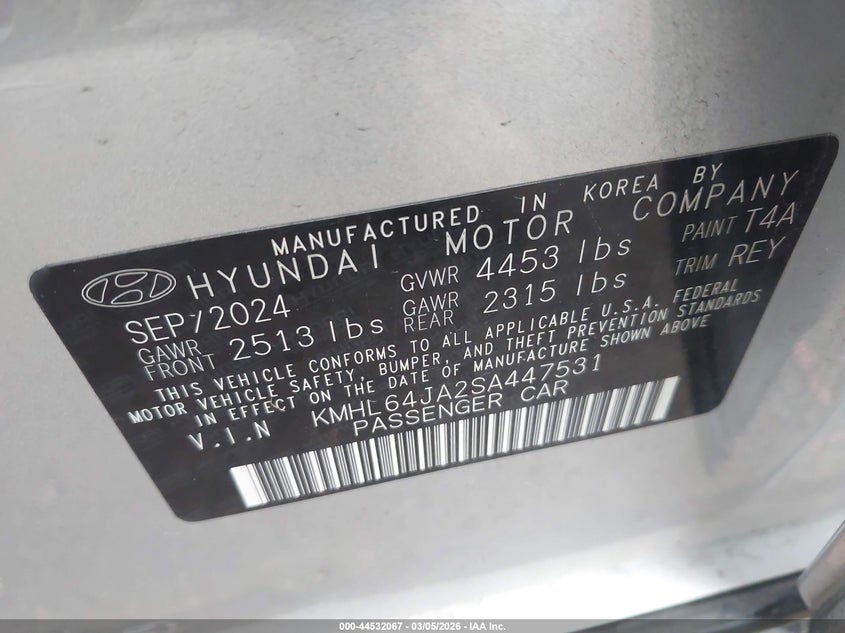 MANUFACTURED IN KOREA BY
HYUNDAI MOTOR COMPANY
SEP/2024 GVWR 4453 lbs PAINT T4A
GAWR FRONT 2513 lbs GAWR REAR 2315 lbs TRIM REY
THIS VEHICLE CONFORMS TO ALL APPLICABLE U.S.A. FEDERAL
MOTOR VEHICLE SAFETY, BUMPER, AND THEFT PREVENTION STANDARDS
IN EFFECT ON THE DATE OF MANUFACTURE SHOWN ABOVE
V.I.N KMHL64JA2SA447531
PASSENGER CAR
000-44532067 - 03/05/2026 - IAA Inc.